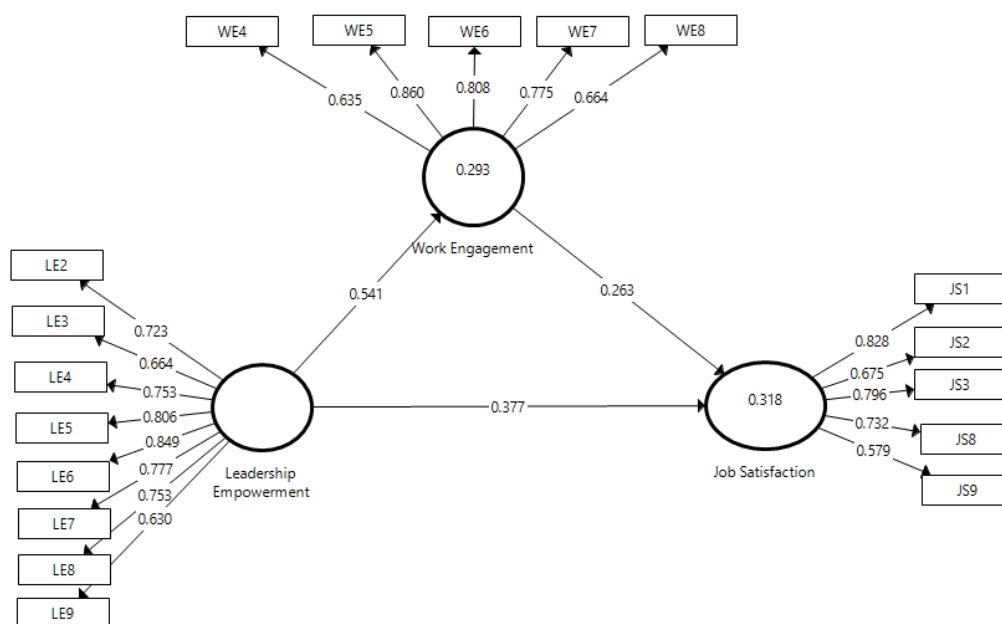 WE4
WE5
WE6
WE7
WE8
0.635
0.860
0.808
0.775
0.664
0.293
Work Engagement
LE2
LE3
LE4
LE5
LE6
LE7
LE8
LE9
0.723
0.664
0.753
0.806
0.849
0.777
0.753
0.630
Leadership
Empowerment
0.541
0.263
0.377
0.318
Job Satisfaction
0.828
0.675
0.796
0.732
0.579
JS1
JS2
JS3
JS8
JS9